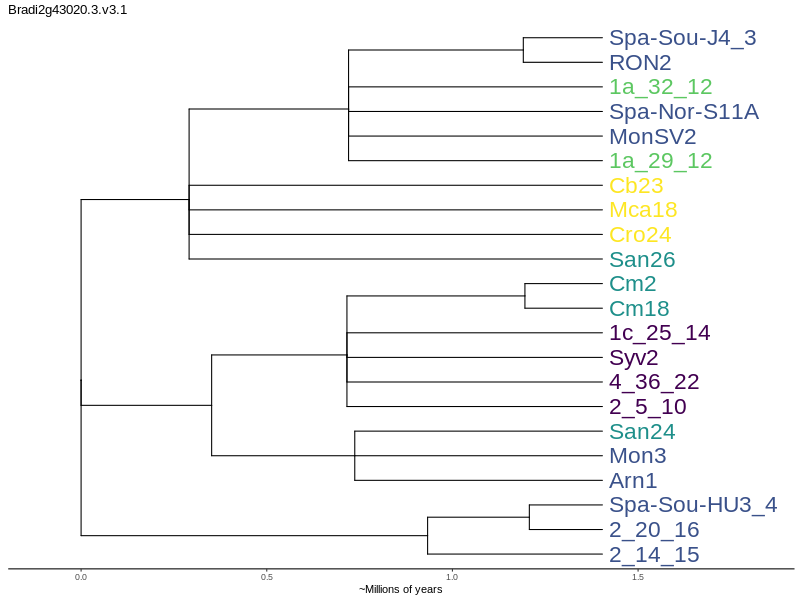 Bradi2g43020.3.v3.1
Spa-Sou-J4_3
RON2
1a_32_12
Spa-Nor-S11A
MonSV2
1a_29_12
Cb23
Mca18
Cro24
San26
Cm2
Cm18
1c_25_14
Syv2
4_36_22
2_5_10
San24
Mon3
Arn1
Spa-Sou-HU3_4
2_20_16
2_14_15
0.0 0.5 1.0 1.5
~Millions of years